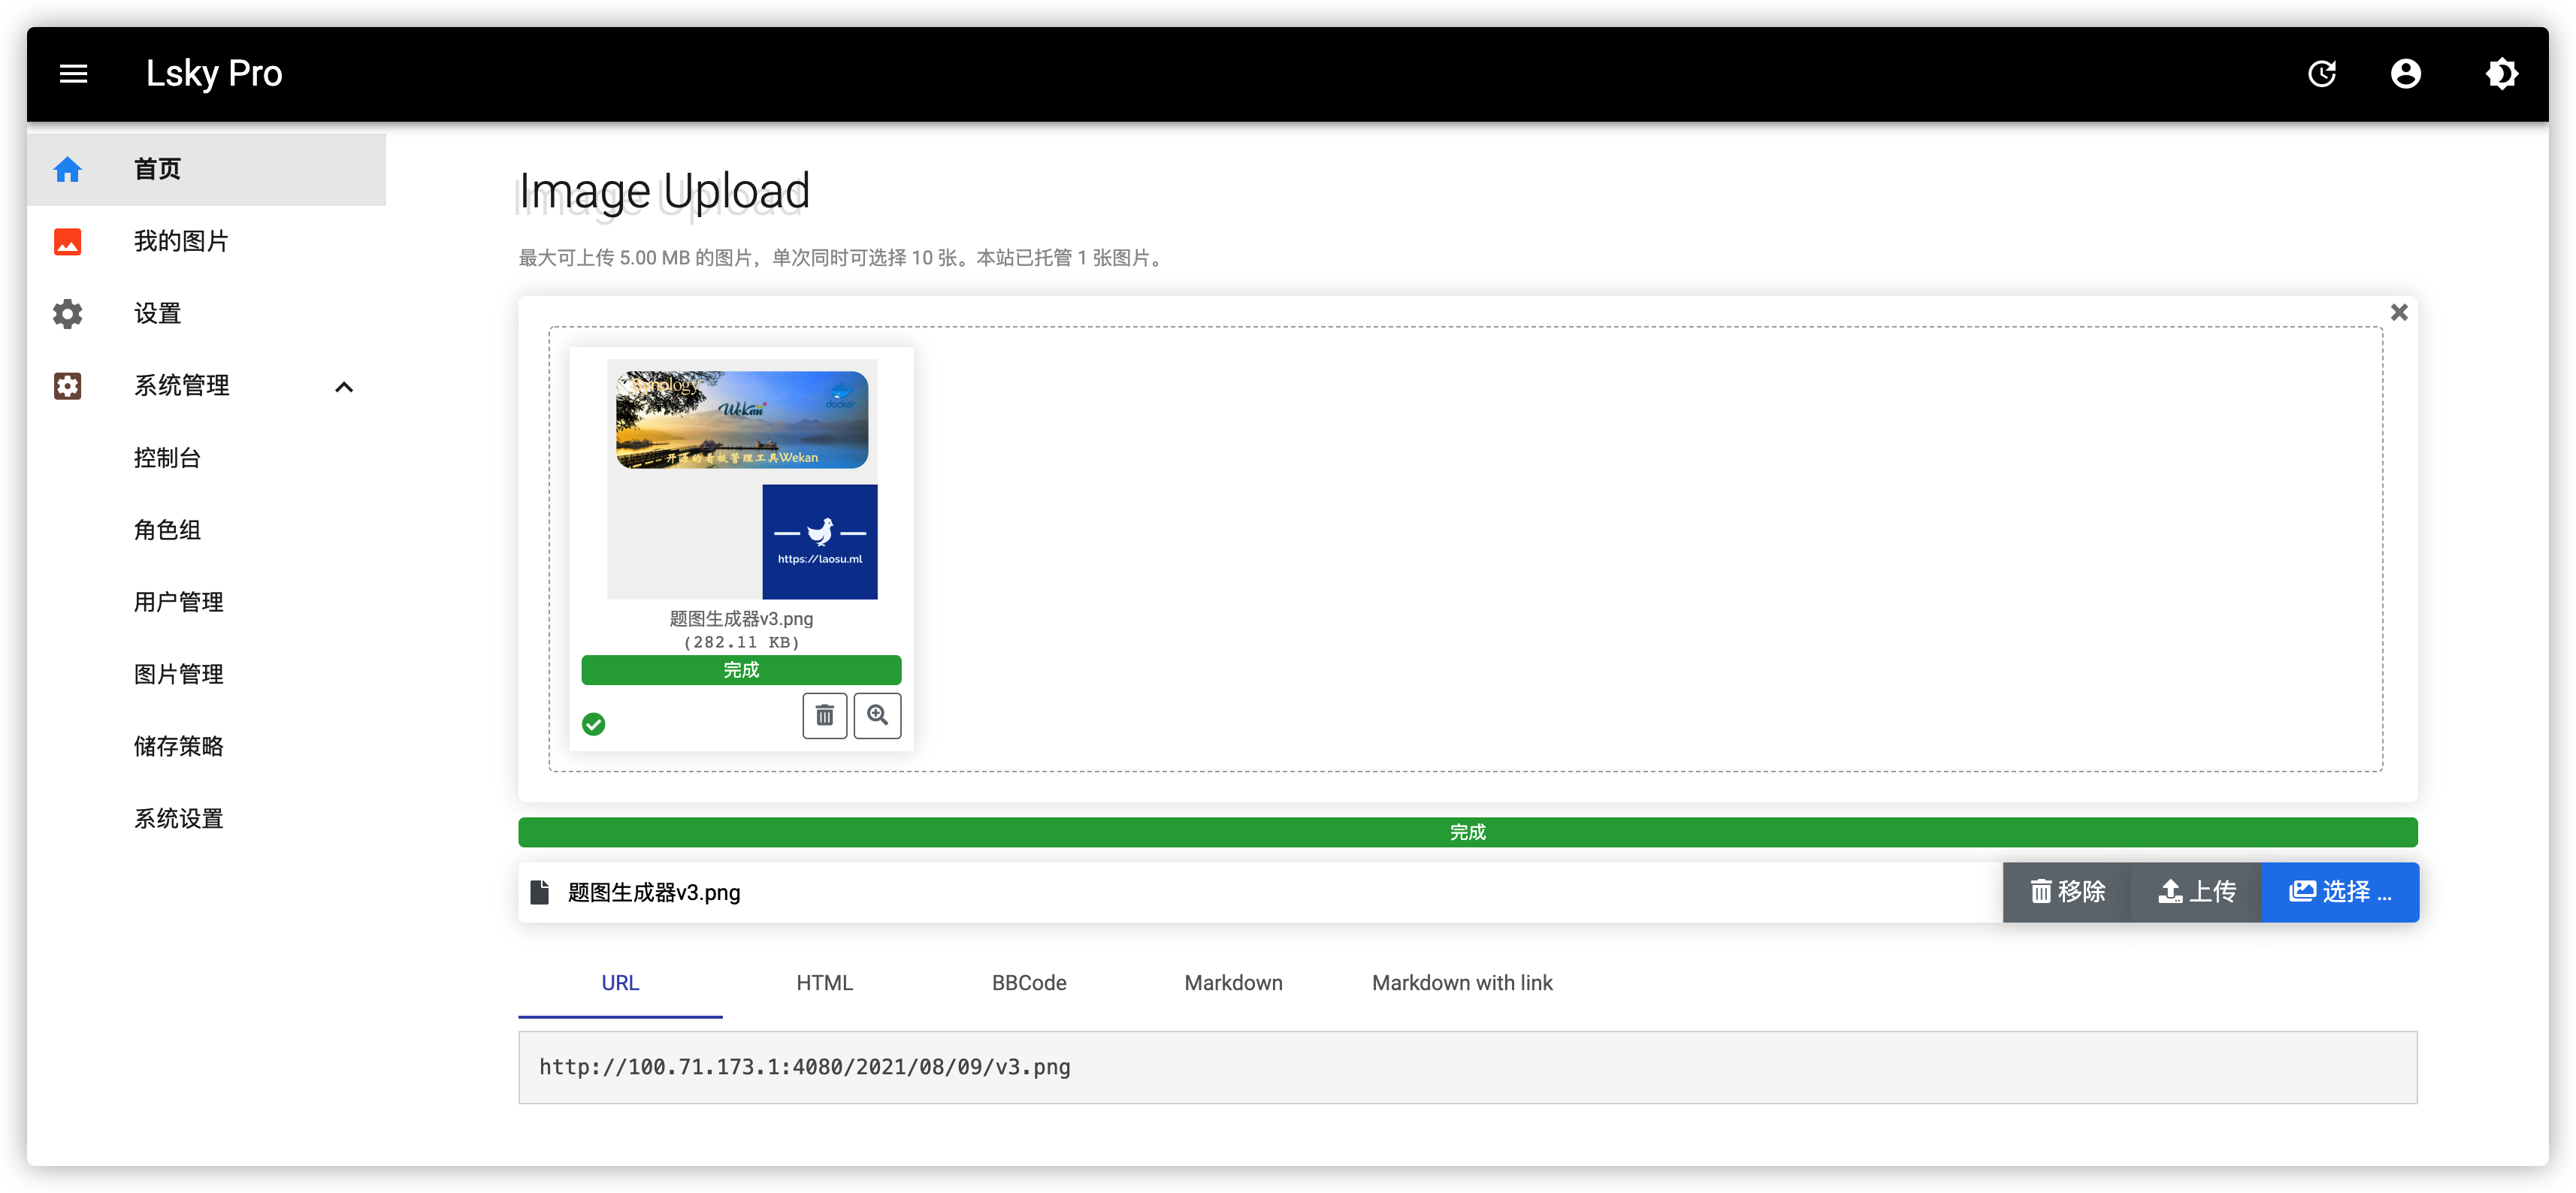 Lsky Pro
首页
我的图片
设置
系统管理
控制台
角色组
用户管理
图片管理
储存策略
系统设置
Image Upload
最大可上传 5.00 MB 的图片，单次同时可选择 10 张。本站已托管 1 张图片。
Synology
Wekan
docker
开源的看板管理工具Wekan
https://laosu.ml
题图生成器v3.png
(282.11 KB)
完成
完成
题图生成器v3.png
移除
上传
选择 ...
URL
HTML
BBCode
Markdown
Markdown with link
http://100.71.173.1:4080/2021/08/09/v3.png